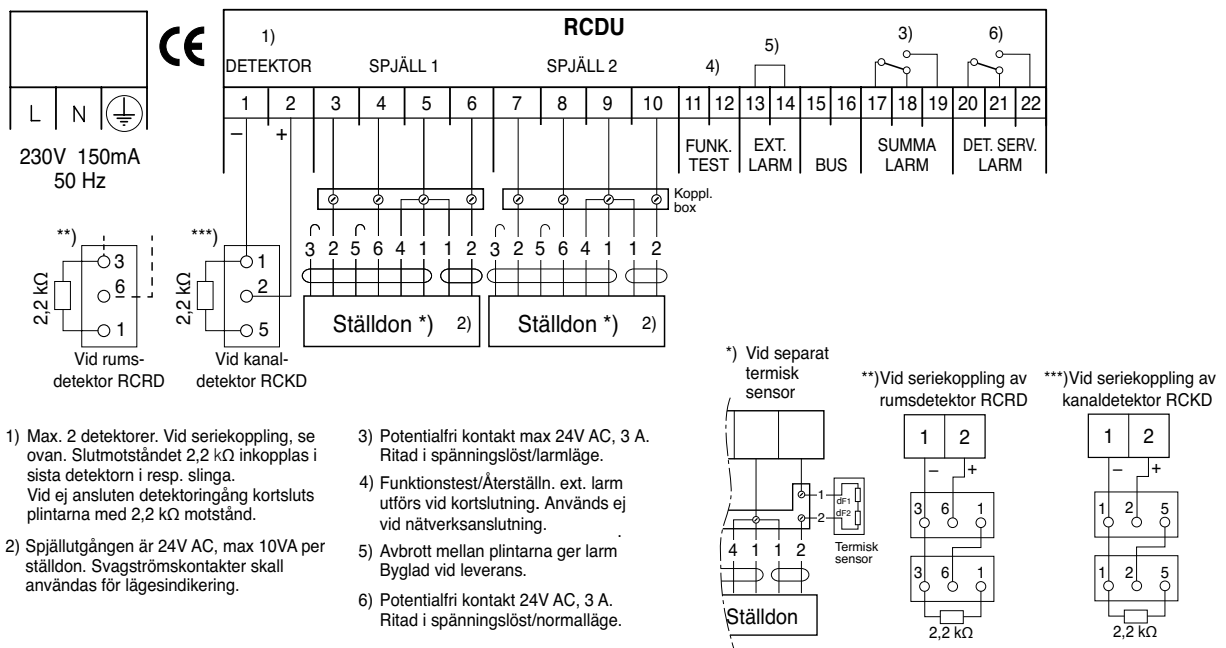 RCDU
CE
1)
3)
6)
5)
4)
DETEKTOR SPJÄLL 1 SPJÄLL 2
L N
1 2 3 4 5 6 7 8 9 10 11 12 13 14 15 16 17 18 19 20 21 22
– +
230V 150mA
50 Hz
FUNK.
TEST
EXT.
LARM
BUS
SUMMA
LARM
DET. SERV.
LARM
Koppl.
box
**)
3
6
1
2,2 kΩ
Vid rums-
detektor RCRD
***)
1
2
5
2,2 kΩ
Vid kanal-
detektor RCKD
3 2 5 6 4 1 1 2
Ställdon *) 2)
3 2 5 6 4 1 1 2
Ställdon *) 2)
1) Max. 2 detektorer. Vid seriekoppling, se
ovan. Slutmotståndet 2,2 kΩ inkopplas i
sista detektorn i resp. slinga.
Vid ej ansluten detektoringång kortsluts
plintarna med 2,2 kΩ motstånd.
2) Spjällutgången är 24V AC, max 10VA per
ställdon. Svagströmskontakter skall
användas för lägesindikering.
3) Potentialfri kontakt max 24V AC, 3 A.
Ritad i spänningslöst/larmläge.
4) Funktionstest/Återställn. ext. larm
utförs vid kortslutning. Används ej
vid nätverksanslutning.
5) Avbrott mellan plintarna ger larm
Byglad vid leverans.
6) Potentialfri kontakt 24V AC, 3 A.
Ritad i spänningslöst/normalläge.
*) Vid separat
termisk
sensor
1
2
dF1
dF2
Termisk
sensor
4 1 1 2
Ställdon
**)Vid seriekoppling av
rumsdetektor RCRD
1 2
– +
3 6 1
3 6 1
2,2 kΩ
***)Vid seriekoppling av
kanaldetektor RCKD
1 2
– +
1 2 5
1 2 5
2,2 kΩ